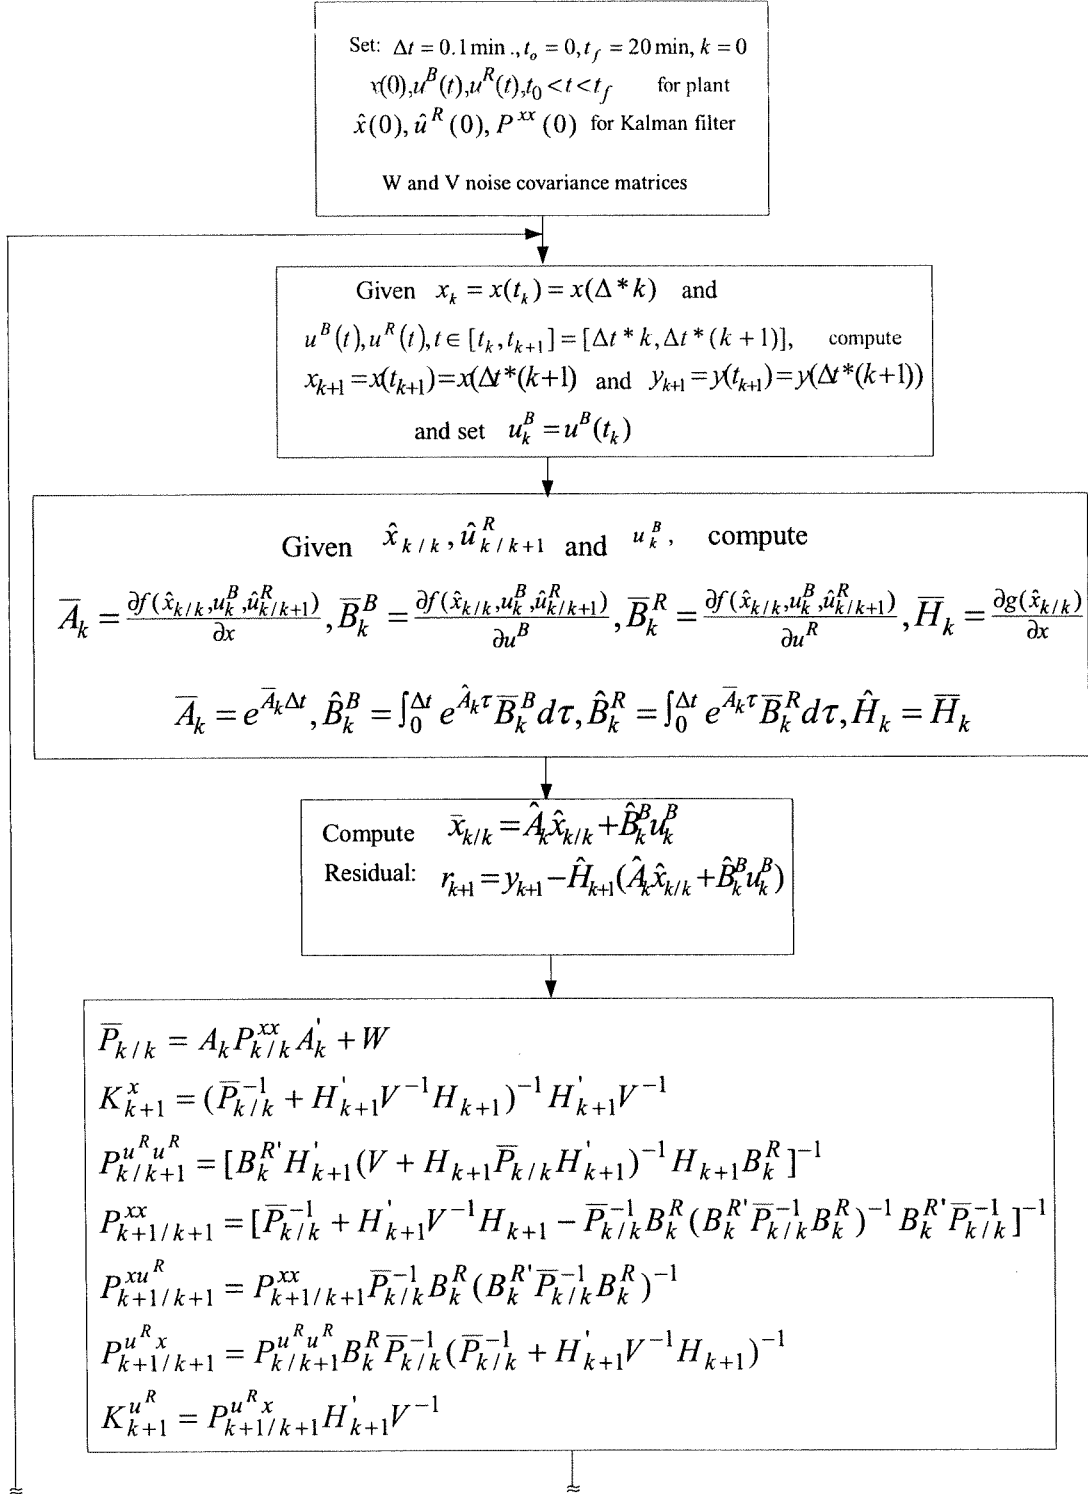 Set: Δt = 0.1 min ., t_o = 0, t_f = 20 min, k = 0
x(0), u^B(t), u^R(t), t_0 < t < t_f for plant
x̂(0), û^R(0), P^{xx}(0) for Kalman filter
W and V noise covariance matrices
Given x_k = x(t_k) = x(Δ * k) and
u^B(t), u^R(t), t ∈ [t_k, t_{k+1}] = [Δt * k, Δt * (k + 1)], compute
x_{k+1} = x(t_{k+1}) = x(Δt*(k+1) and y_{k+1} = y(t_{k+1}) = y(Δt*(k+1))
and set u_k^B = u^B(t_k)
Given x̂_{k/k}, û^R_{k/k+1} and u_k^B, compute
A̅_k = ∂f(x̂_{k/k}, u_k^B, û^R_{k/k+1})/∂x, B̅_k^B = ∂f(x̂_{k/k}, u_k^B, û^R_{k/k+1})/∂u^B, B̅_k^R = ∂f(x̂_{k/k}, u_k^B, û^R_{k/k+1})/∂u^R, H̅_k = ∂g(x̂_{k/k})/∂x
A̅_k = e^{A̅_k Δt}, B̂_k^B = ∫_0^{Δt} e^{Â_k τ} B̅_k^B dτ, B̂_k^R = ∫_0^{Δt} e^{A̅_k τ} B̅_k^R dτ, Ĥ_k = H̅_k
Compute x̅_{k/k} = Â_k x̂_{k/k} + B̂_k^B u_k^B
Residual: r_{k+1} = y_{k+1} − Ĥ_{k+1}(Â_k x̂_{k/k} + B̂_k^B u_k^B)
P̅_{k/k} = A_k P^{xx}_{k/k} A_k^' + W
K^x_{k+1} = (P̅^{-1}_{k/k} + H^'_{k+1} V^{-1} H_{k+1})^{-1} H^'_{k+1} V^{-1}
P^{u^R u^R}_{k/k+1} = [B_k^{R'} H^'_{k+1} (V + H_{k+1} P̅_{k/k} H^'_{k+1})^{-1} H_{k+1} B_k^R]^{-1}
P^{xx}_{k+1/k+1} = [P̅^{-1}_{k/k} + H^'_{k+1} V^{-1} H_{k+1} − P̅^{-1}_{k/k} B_k^R (B_k^{R'} P̅^{-1}_{k/k} B_k^R)^{-1} B_k^{R'} P̅^{-1}_{k/k}]^{-1}
P^{xu^R}_{k+1/k+1} = P^{xx}_{k+1/k+1} P̅^{-1}_{k/k} B_k^R (B_k^{R'} P̅^{-1}_{k/k} B_k^R)^{-1}
P^{u^R x}_{k+1/k+1} = P^{u^R u^R}_{k/k+1} B_k^R P̅^{-1}_{k/k} (P̅^{-1}_{k/k} + H^'_{k+1} V^{-1} H_{k+1})^{-1}
K^{u^R}_{k+1} = P^{u^R x}_{k+1/k+1} H^'_{k+1} V^{-1}